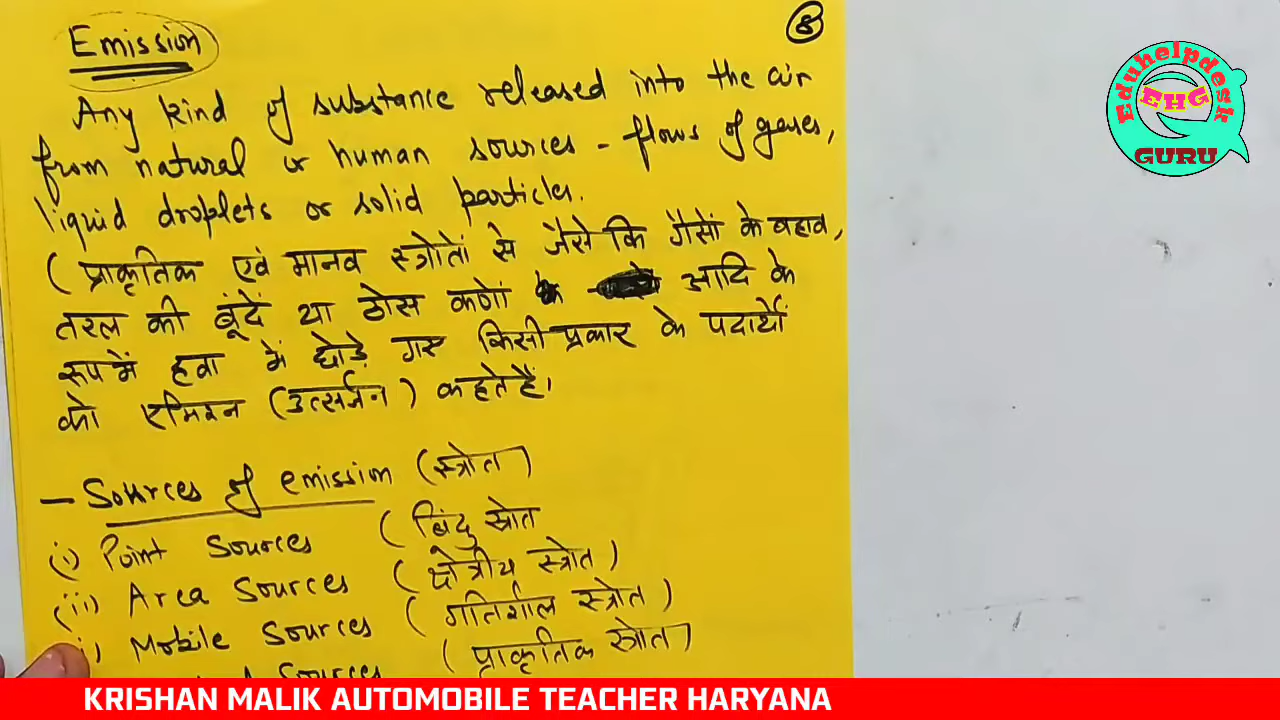 Emission
8
Any kind of substance released into the air
from natural or human sources - flows of gases,
liquid droplets or solid particles.
( प्राकृतिक एवं मानव स्त्रोतों से जैसे कि गैसों के बहाव,
तरल की बूंदें या ठोस कणों के आदि के
रूप में हवा में छोड़े गए किसी प्रकार के पदार्थों
को एमिशन (उत्सर्जन) कहते हैं।
- Sources of emission (स्त्रोत)
(i) Point Sources (बिंदु स्रोत
(ii) Area Sources (क्षेत्रीय स्त्रोत)
i) Mobile Sources (गतिशील स्त्रोत)
Sources (प्राकृतिक स्त्रोत)
Eduhelpdesk
EHG
GURU
KRISHAN MALIK AUTOMOBILE TEACHER HARYANA